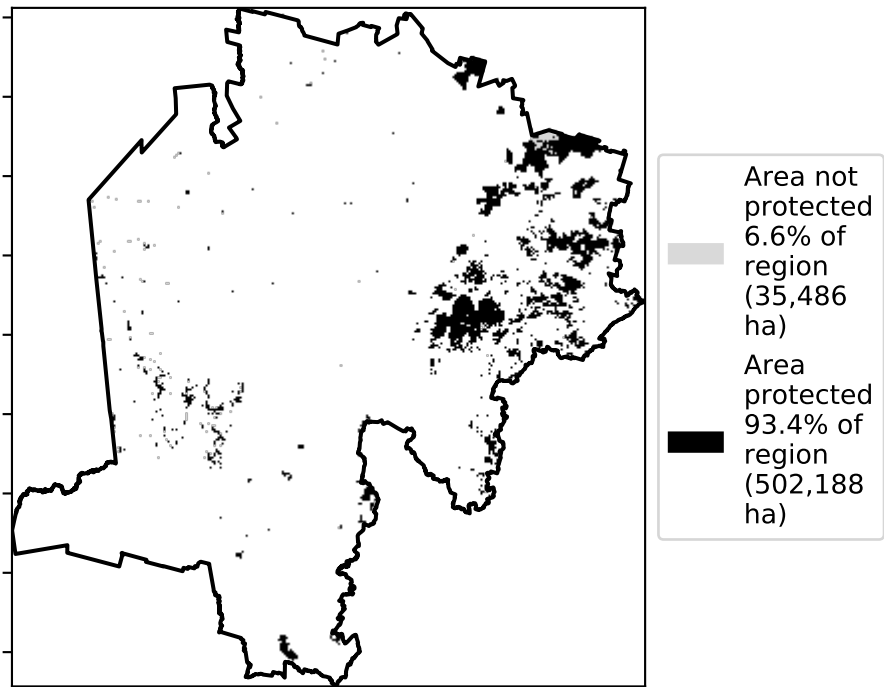 Area not
protected
6.6% of
region
(35,486
ha)
Area
protected
93.4% of
region
(502,188
ha)